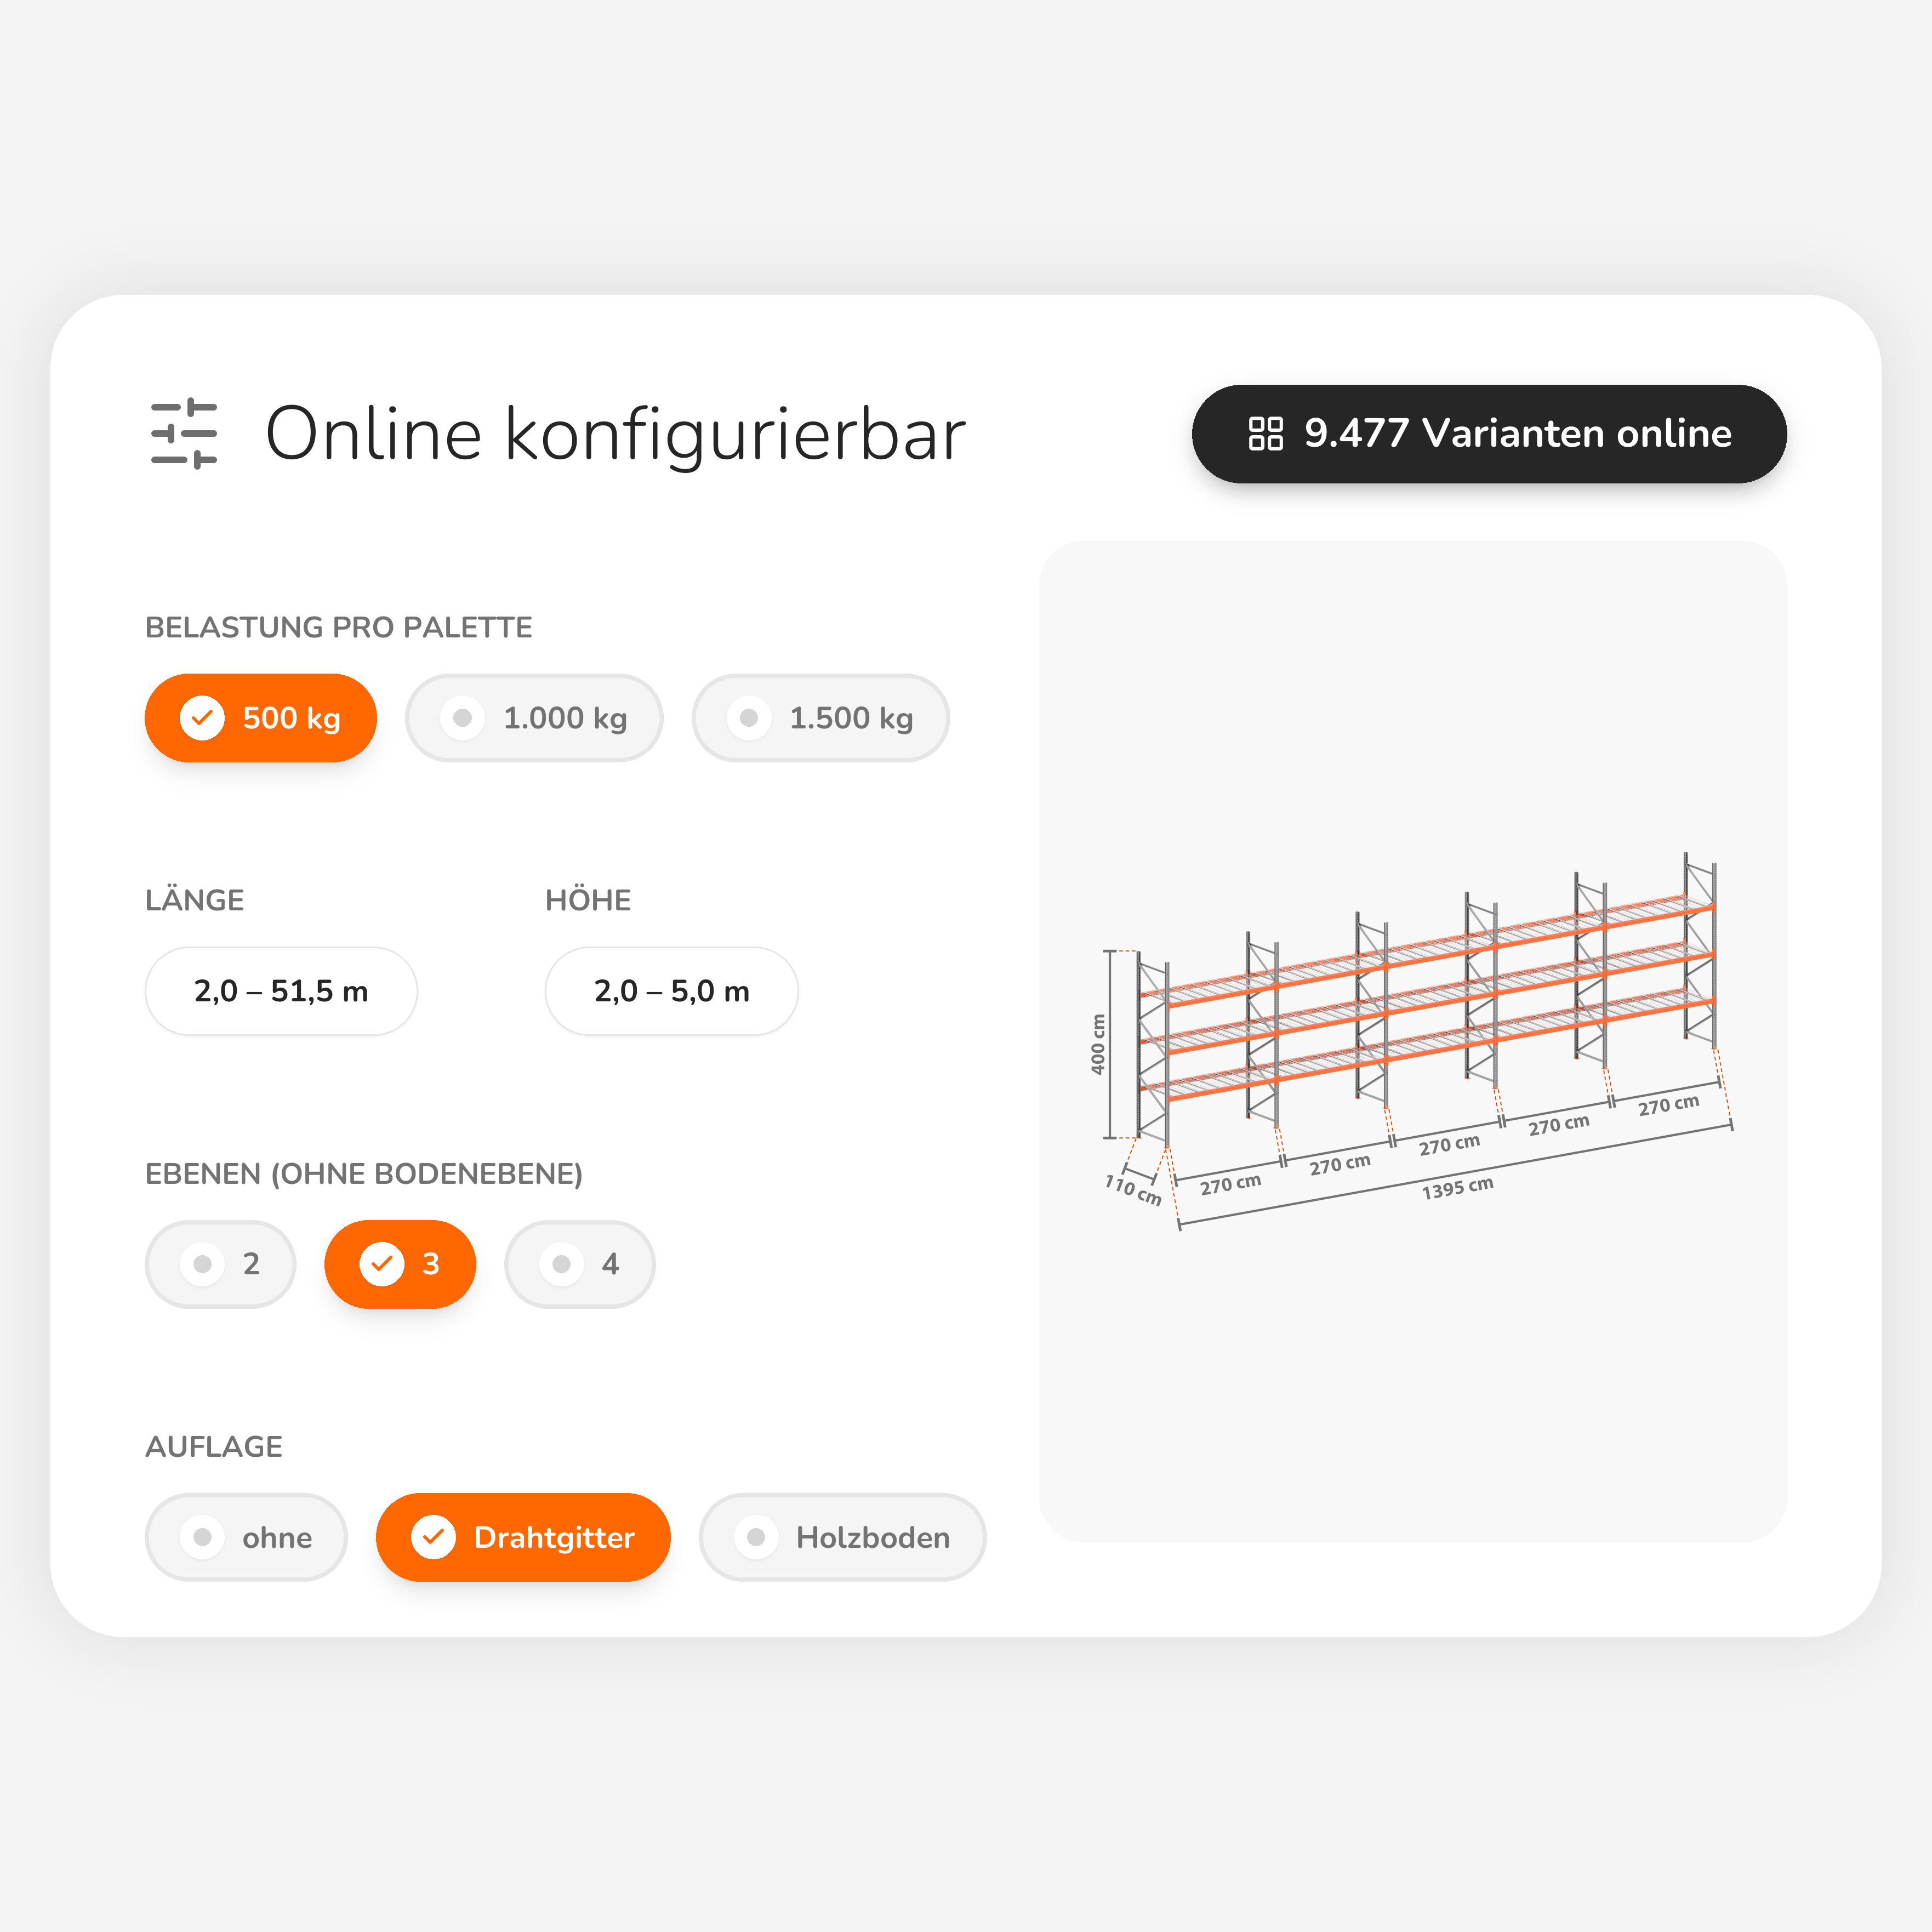 Online konfigurierbar
9.477 Varianten online
BELASTUNG PRO PALETTE
500 kg
1.000 kg
1.500 kg
LÄNGE
HÖHE
2,0 – 51,5 m
2,0 – 5,0 m
EBENEN (OHNE BODENEBENE)
2
3
4
AUFLAGE
ohne
Drahtgitter
Holzboden
400 cm
110 cm
270 cm
270 cm
270 cm
270 cm
270 cm
1395 cm